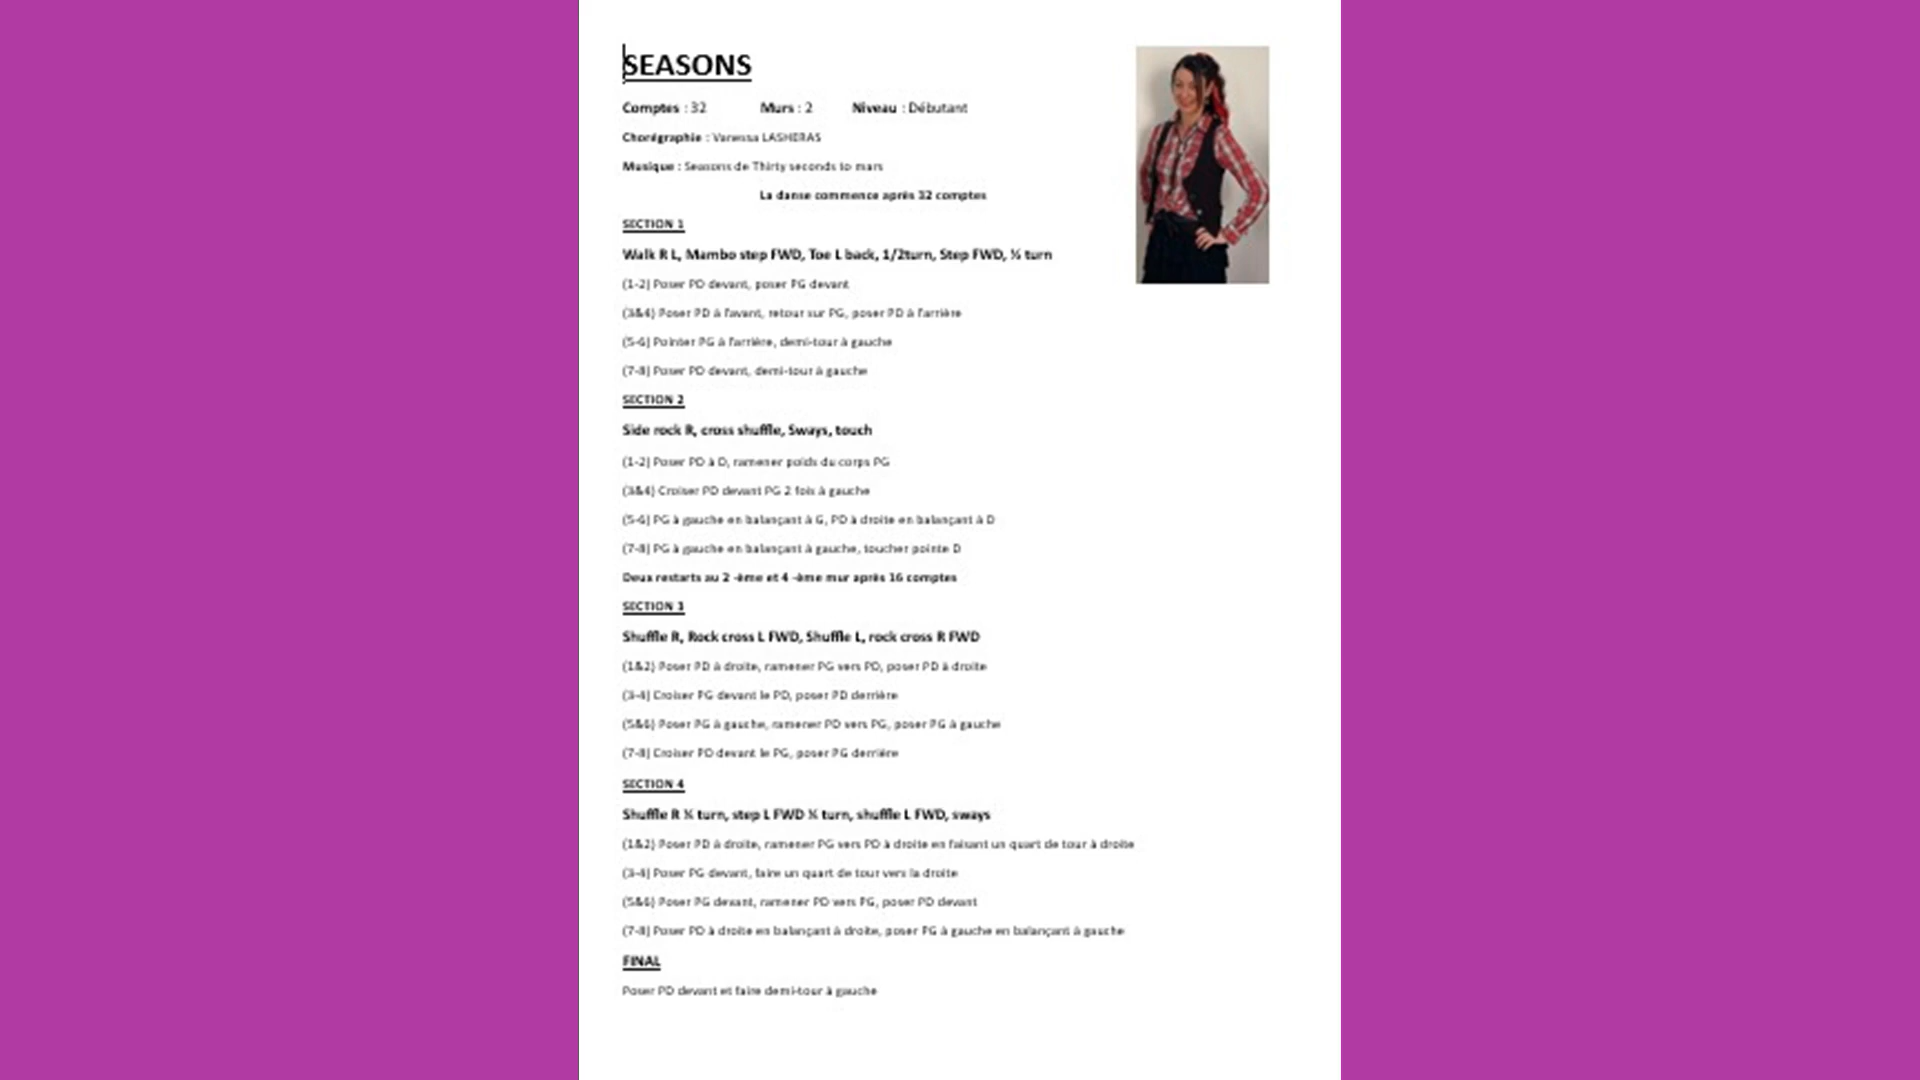 SEASONS
Comptes : 32 Murs : 2 Niveau : Débutant
Chorégraphie : Vanessa LASHERAS
Musique : Seasons de Thirty seconds to mars
La danse commence après 32 comptes
SECTION 1
Walk R L, Mambo step FWD, Toe L back, 1/2turn, Step FWD, ½ turn
(1-2) Poser PD devant, poser PG devant
(3&4) Poser PD à l'avant, retour sur PG, poser PD à l'arrière
(5-6) Pointer PG à l'arrière, demi-tour à gauche
(7-8) Poser PD devant, demi-tour à gauche
SECTION 2
Side rock R, cross shuffle, Sways, touch
(1-2) Poser PD à D, ramener poids du corps PG
(3&4) Croiser PD devant PG 2 fois à gauche
(5-6) PG à gauche en balançant à G, PD à droite en balançant à D
(7-8) PG à gauche en balançant à gauche, toucher pointe D
Deux restarts au 2 -ème et 4 -ème mur après 16 comptes
SECTION 3
Shuffle R, Rock cross L FWD, Shuffle L, rock cross R FWD
(1&2) Poser PD à droite, ramener PG vers PD, poser PD à droite
(3-4) Croiser PG devant le PD, poser PD derrière
(5&6) Poser PG à gauche, ramener PD vers PG, poser PG à gauche
(7-8) Croiser PD devant le PG, poser PG derrière
SECTION 4
Shuffle R ¼ turn, step L FWD ¼ turn, shuffle L FWD, sways
(1&2) Poser PD à droite, ramener PG vers PD à droite en faisant un quart de tour à droite
(3-4) Poser PG devant, faire un quart de tour vers la droite
(5&6) Poser PG devant, ramener PD vers PG, poser PD devant
(7-8) Poser PD à droite en balançant à droite, poser PG à gauche en balançant à gauche
FINAL
Poser PD devant et faire demi-tour à gauche